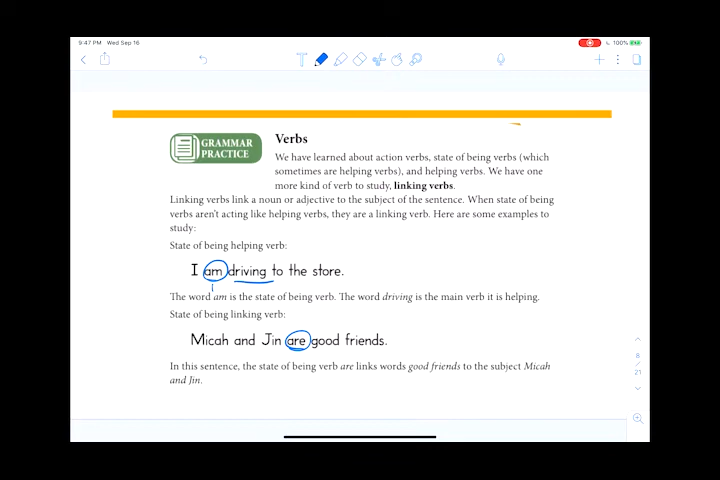 9:47 PM Wed Sep 16
100%
T
GRAMMAR
PRACTICE
Verbs
We have learned about action verbs, state of being verbs (which
sometimes are helping verbs), and helping verbs. We have one
more kind of verb to study, linking verbs.
Linking verbs link a noun or adjective to the subject of the sentence. When state of being
verbs aren't acting like helping verbs, they are a linking verb. Here are some examples to
study:
State of being helping verb:
I am driving to the store.
The word am is the state of being verb. The word driving is the main verb it is helping.
State of being linking verb:
Micah and Jin are good friends.
In this sentence, the state of being verb are links words good friends to the subject Micah
and Jin.
8
/
21